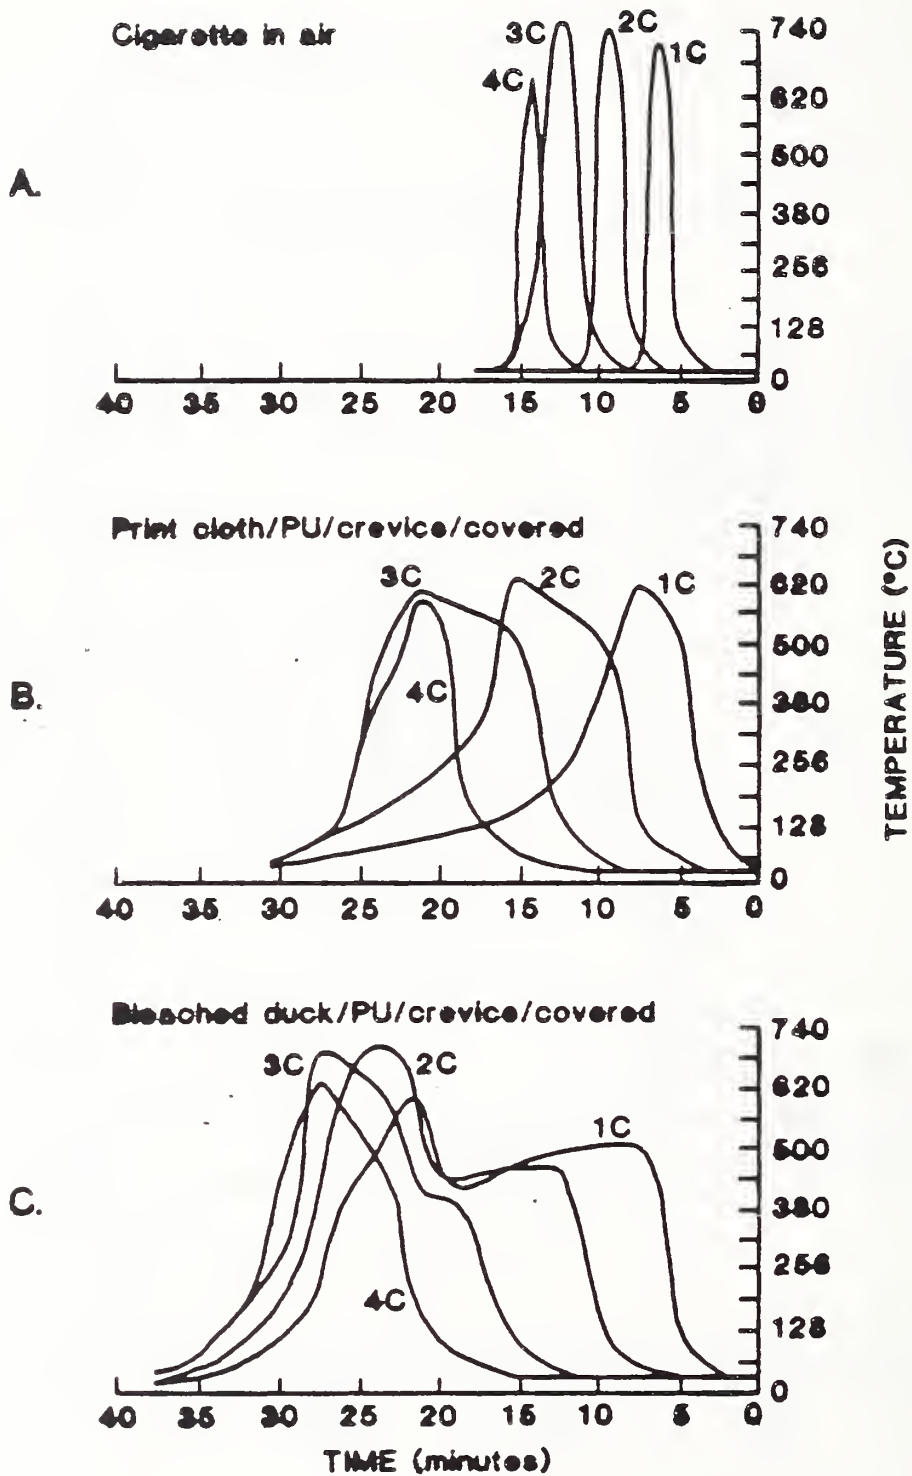 A.
Cigarette in air
4C 3C 2C 1C
740
620
500
380
256
128
0
40 35 30 25 20 15 10 5 0
B.
Print cloth/PU/crevice/covered
3C 2C 1C
4C
740
620
500
380
256
128
0
40 35 30 25 20 15 10 5 0
TEMPERATURE (°C)
C.
Bleached duck/PU/crevice/covered
3C 2C 1C
4C
740
620
500
380
256
128
0
40 35 30 25 20 15 10 5 0
TIME (minutes)